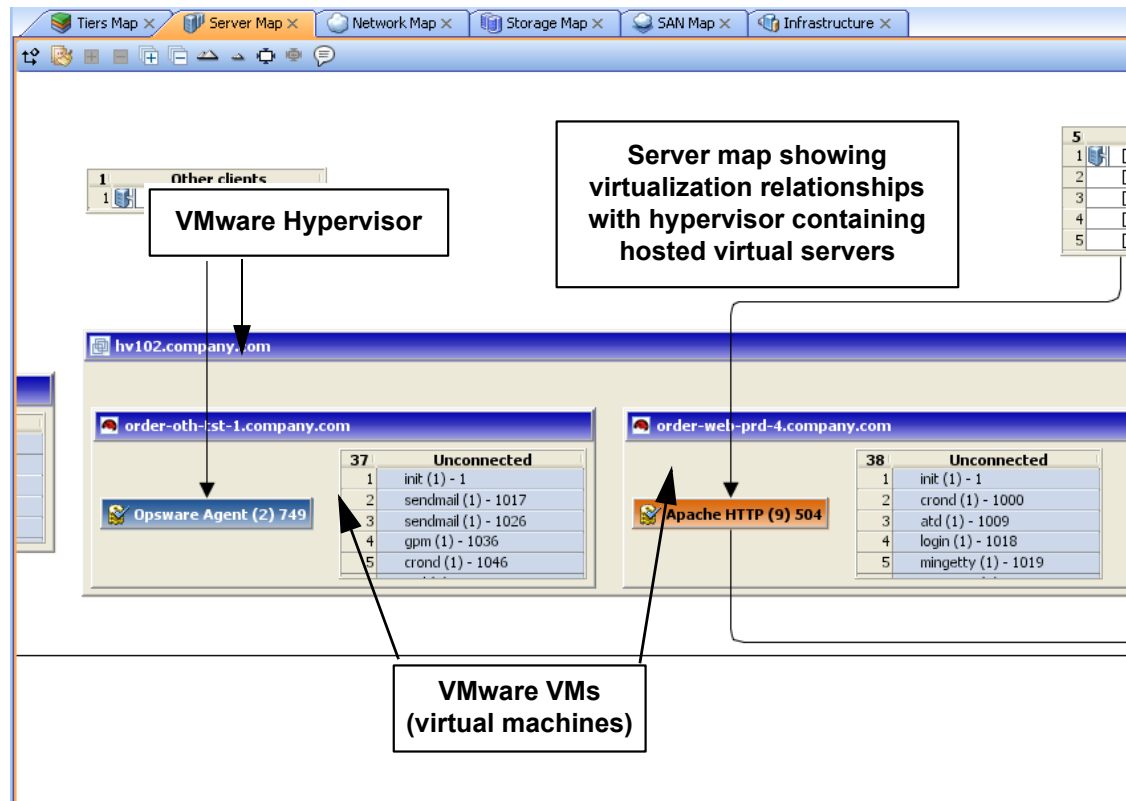 Tiers Map
Server Map
Network Map
Storage Map
SAN Map
Infrastructure
1 Other clients
1
VMware Hypervisor
Server map showing
virtualization relationships
with hypervisor containing
hosted virtual servers
5
1
2
3
4
5
hv102.company.com
order-oth-tst-1.company.com
37 Unconnected
1 init (1) - 1
2 sendmail (1) - 1017
3 sendmail (1) - 1026
4 gpm (1) - 1036
5 crond (1) - 1046
Opsware Agent (2) 749
order-web-prd-4.company.com
38 Unconnected
1 init (1) - 1
2 crond (1) - 1000
3 atd (1) - 1009
4 login (1) - 1018
5 mingetty (1) - 1019
Apache HTTP (9) 504
VMware VMs
(virtual machines)